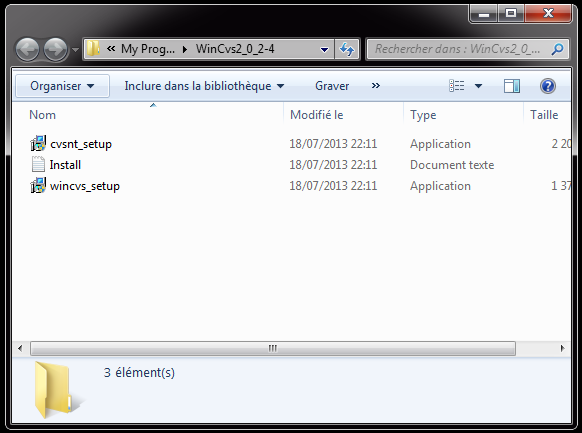 « My Prog... WinCvs2_0_2-4 Rechercher dans : WinCvs2_0_...
Organiser Inclure dans la bibliothèque Graver »
Nom Modifié le Type Taille
cvsnt_setup 18/07/2013 22:11 Application 2 20
Install 18/07/2013 22:11 Document texte
wincvs_setup 18/07/2013 22:11 Application 1 37
3 élément(s)